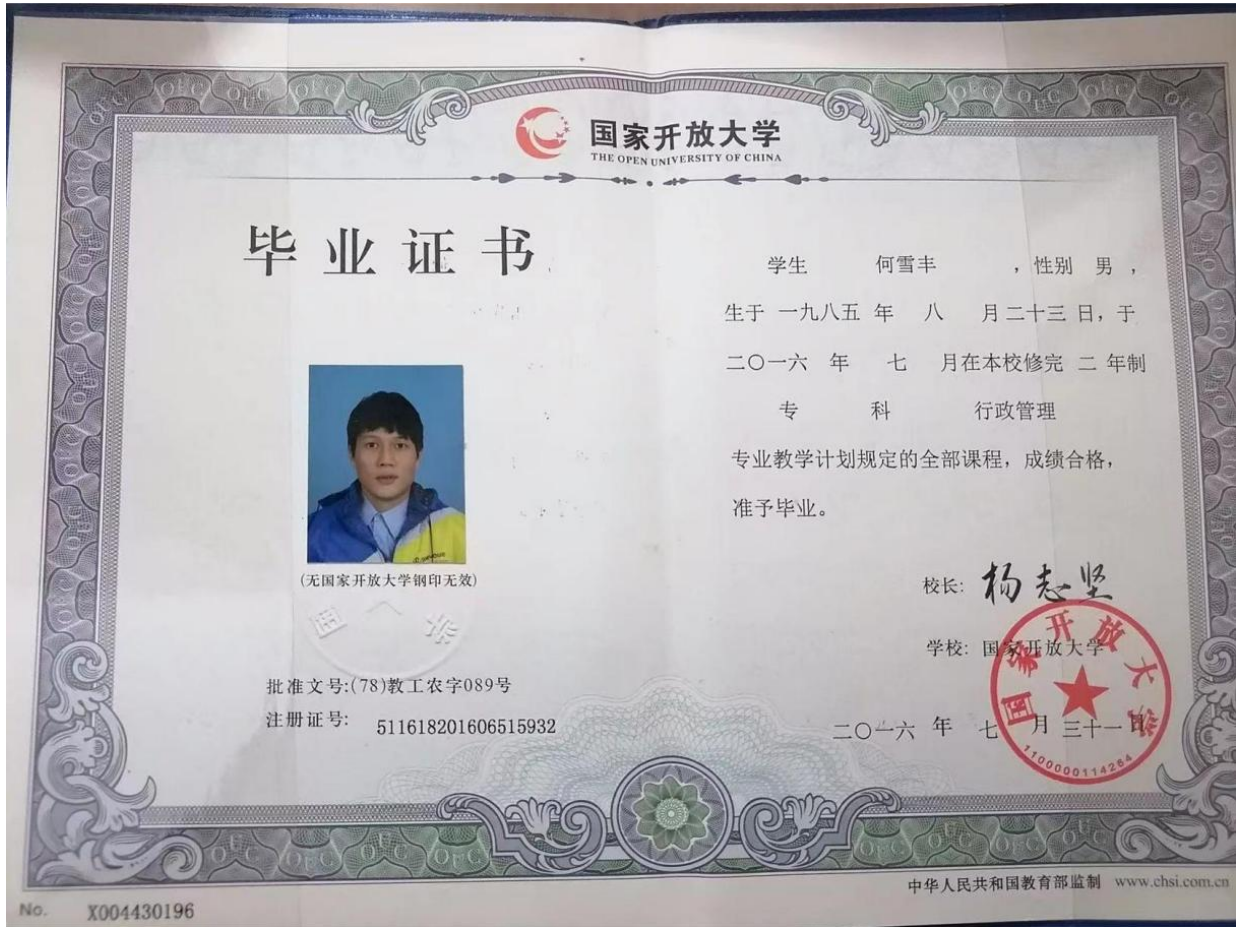 国家开放大学
THE OPEN UNIVERSITY OF CHINA
毕业证书
(无国家开放大学钢印无效)
批准文号:(78)教工农字089号
注册证号: 511618201606515932
学生 何雪丰 ,性别 男 ,
生于 一九八五 年 八 月二十三 日,于
二〇一六 年 七 月在本校修完 二 年制
专 科 行政管理
专业教学计划规定的全部课程,成绩合格,
准予毕业。
校长: 杨志坚
学校: 国家开放大学
二〇一六 年 七 月 三十一 日
国家开放大学
1100000114264
中华人民共和国教育部监制 www.chsi.com.cn
No. X004430196